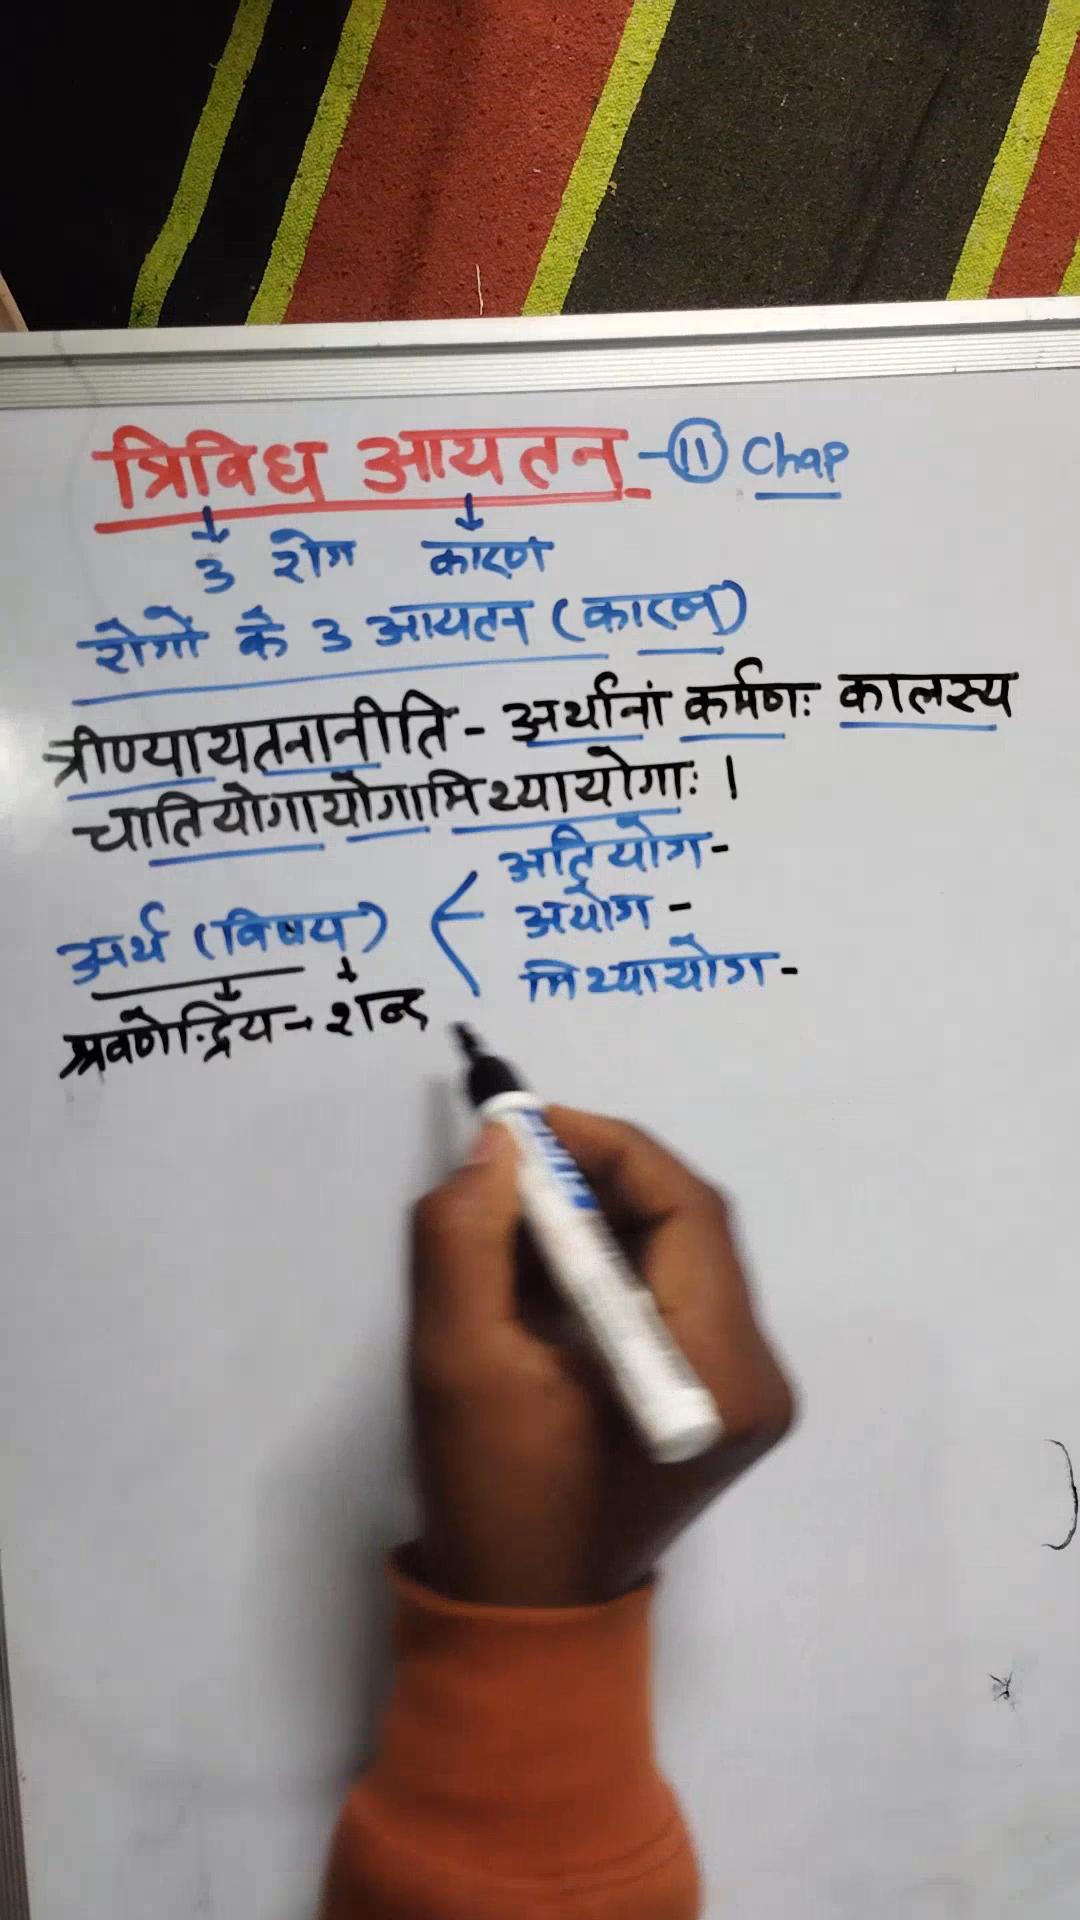 त्रिविध आयतन - ⑪ Chap
↓ ↓
3 रोग कारण
रोगों के 3 आयतन (कारण)
त्रीण्यायतनानीति - अर्थानां कर्मणः कालस्य
चातियोगायोगामिथ्यायोगाः ।
अतियोग -
अर्थ (विषय) अयोग -
मिथ्यायोग -
श्रवणेन्द्रिय → शब्द